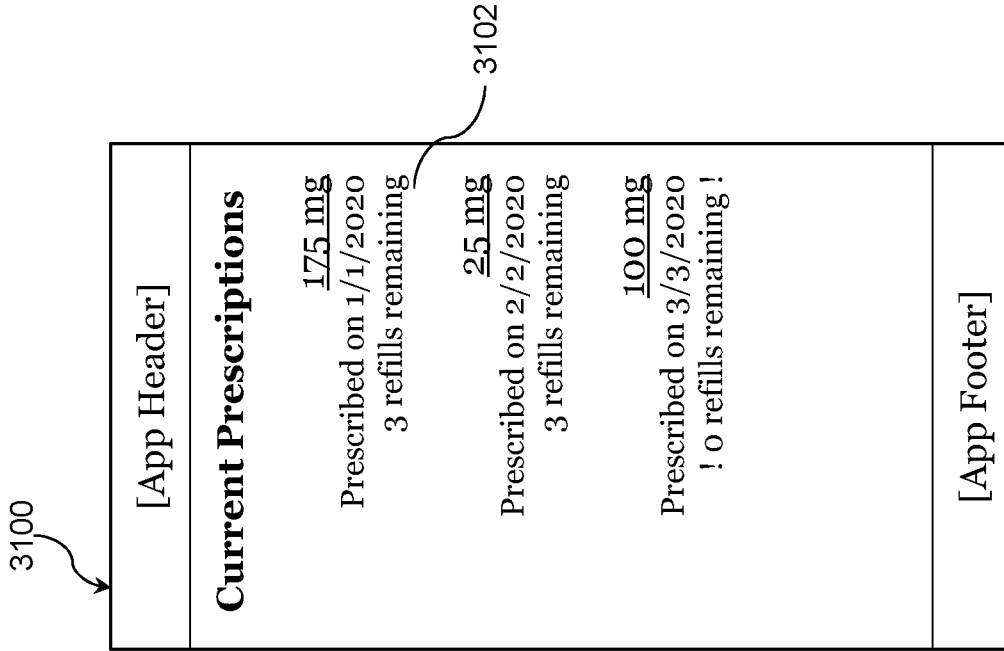 3100
[App Header]
Current Prescriptions
175 mg
Prescribed on 1/1/2020
3 refills remaining
3102
25 mg
Prescribed on 2/2/2020
3 refills remaining
100 mg
Prescribed on 3/3/2020
! 0 refills remaining !
[App Footer]